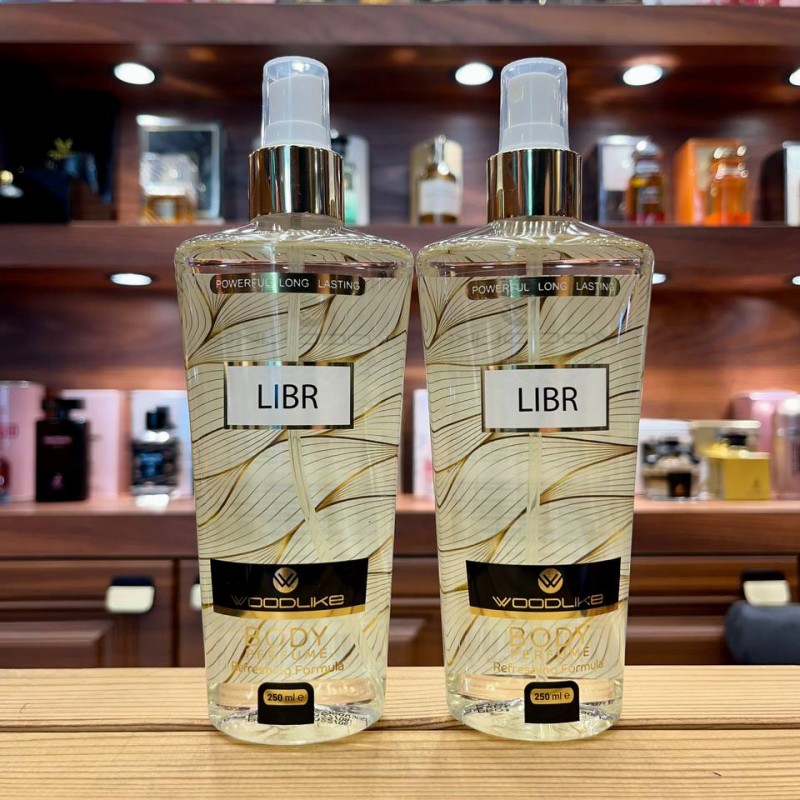 POWERFUL LONG LASTING
LIBR
W
WOODLIKE
BODY
PERFUME
Refreshing Formula
250 ml e
POWERFUL LONG LASTING
LIBR
W
WOODLIKE
BODY
PERFUME
Refreshing Formula
250 ml e